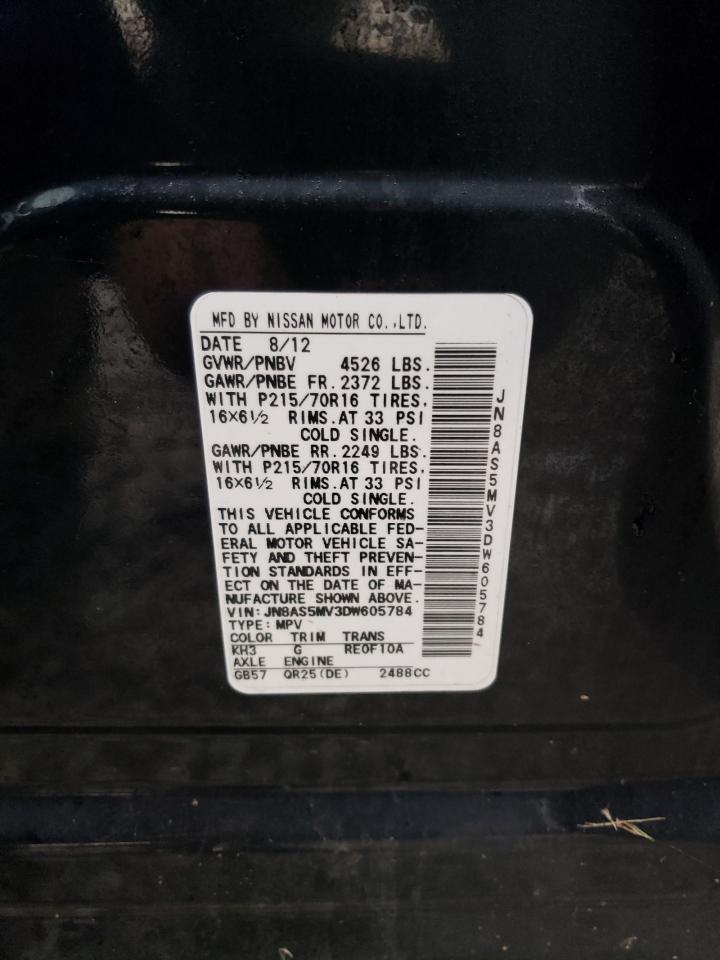 MFD BY NISSAN MOTOR CO.,LTD.
DATE 8/12
GVWR/PNBV 4526 LBS.
GAWR/PNBE FR. 2372 LBS.
WITH P215/70R16 TIRES.
16X6½ RIMS. AT 33 PSI
COLD SINGLE.
GAWR/PNBE RR. 2249 LBS.
WITH P215/70R16 TIRES.
16X6½ RIMS. AT 33 PSI
COLD SINGLE.
THIS VEHICLE CONFORMS
TO ALL APPLICABLE FED-
ERAL MOTOR VEHICLE SA-
FETY AND THEFT PREVEN-
TION STANDARDS IN EFF-
ECT ON THE DATE OF MA-
NUFACTURE SHOWN ABOVE.
VIN: JN8AS5MV3DW605784
TYPE: MPV
COLOR TRIM TRANS
KH3 G RE0F10A
AXLE ENGINE
GB57 QR25(DE) 2488CC
JN8AS5MV3DW605784